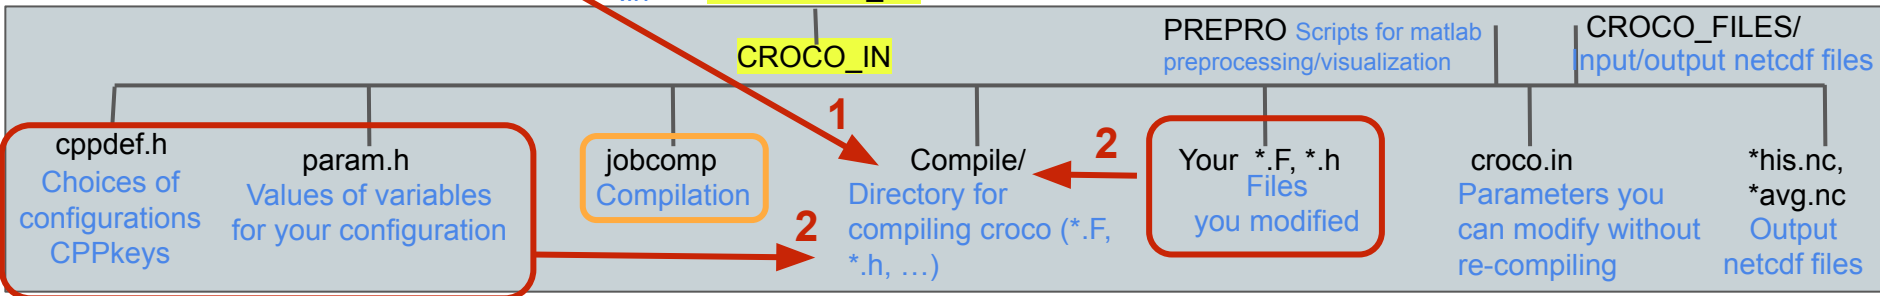 CROCO_IN
PREPRO Scripts for matlab
preprocessing/visualization
CROCO_FILES/
Input/output netcdf files
1
2
2
cppdef.h
Choices of
configurations
CPPkeys
param.h
Values of variables
for your configuration
jobcomp
Compilation
Compile/
Directory for
compiling croco (*.F,
*.h, …)
Your *.F, *.h
Files
you modified
croco.in
Parameters you
can modify without
re-compiling
*his.nc,
*avg.nc
Output
netcdf files